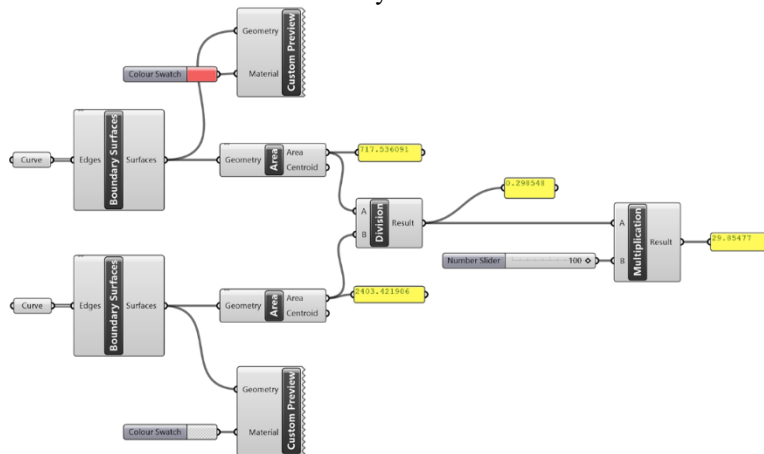 y
Geometry
Material
Custom Preview
Colour Swatch
Curve
Edges
Boundary Surfaces
Surfaces
Geometry
Area
Area
Centroid
717.536091
A
B
Division
Result
0.298548
Number Slider
100
A
B
Multiplication
Result
29.85477
Curve
Edges
Boundary Surfaces
Surfaces
Geometry
Area
Area
Centroid
2403.421906
Geometry
Material
Custom Preview
Colour Swatch